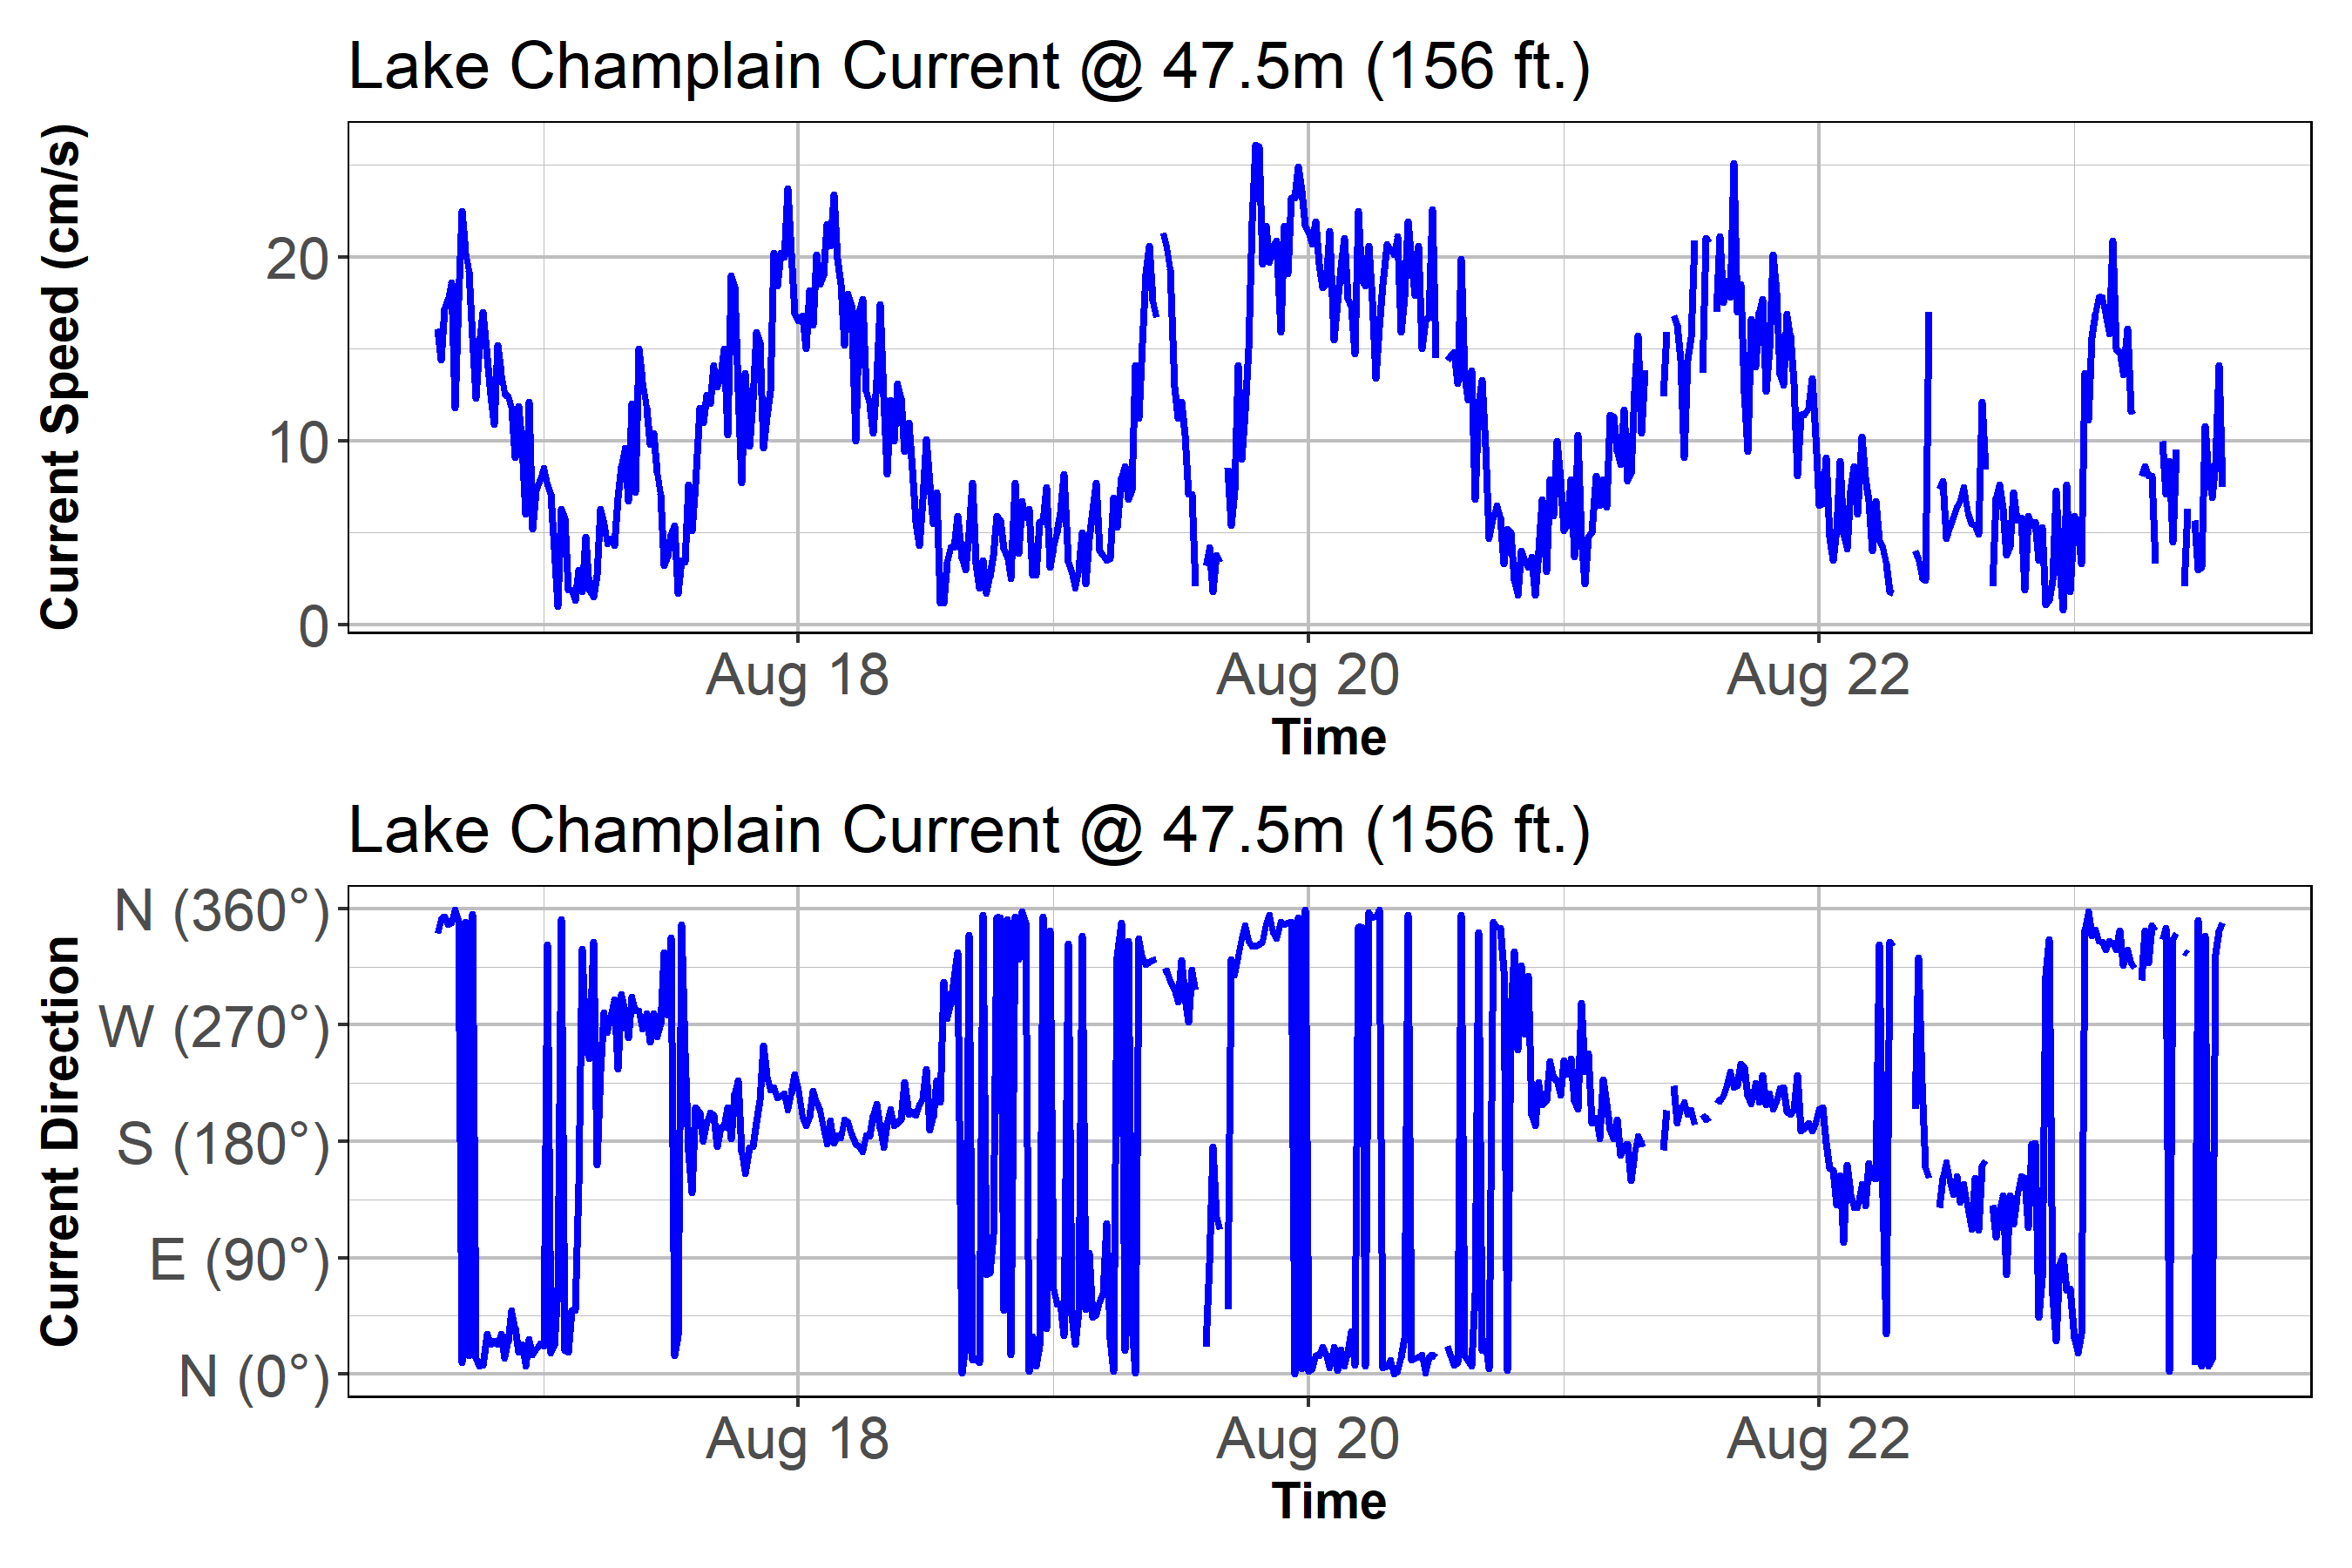 Lake Champlain Current @ 47.5m (156 ft.)
Current Speed (cm/s)
20
10
0
Aug 18 Aug 20 Aug 22
Time
Lake Champlain Current @ 47.5m (156 ft.)
Current Direction
N (360°)
W (270°)
S (180°)
E (90°)
N (0°)
Aug 18 Aug 20 Aug 22
Time